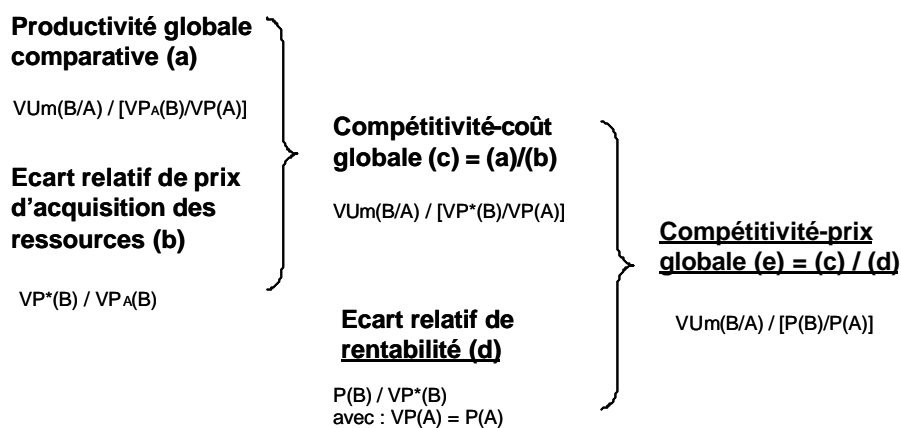 Productivité globale
comparative (a)
VUm(B/A) / [VPA(B)/VP(A)]
Ecart relatif de prix
d'acquisition des
ressources (b)
VP*(B) / VPA(B)
Compétitivité-coût
globale (c) = (a)/(b)
VUm(B/A) / [VP*(B)/VP(A)]
Ecart relatif de
rentabilité (d)
P(B) / VP*(B)
avec : VP(A) = P(A)
Compétitivité-prix
globale (e) = (c) / (d)
VUm(B/A) / [P(B)/P(A)]